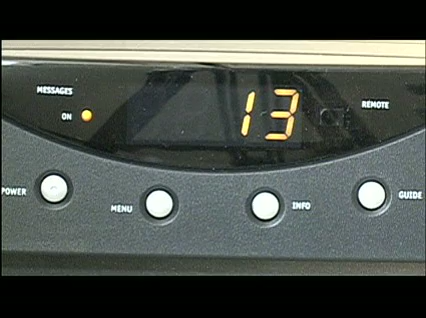 MESSAGES
ON
13
REMOTE
POWER
MENU
INFO
GUIDE